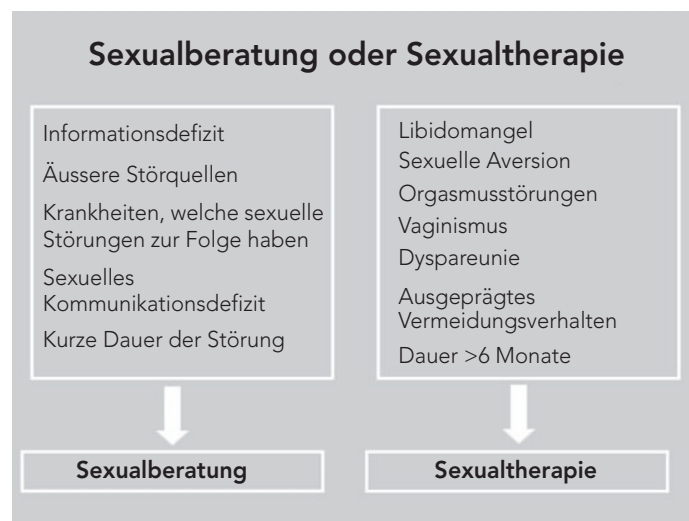 Sexualberatung oder Sexualtherapie
Informationsdefizit
Äussere Störquellen
Krankheiten, welche sexuelle
Störungen zur Folge haben
Sexuelles
Kommunikationsdefizit
Kurze Dauer der Störung
Sexualberatung
Libidomangel
Sexuelle Aversion
Orgasmusstörungen
Vaginismus
Dyspareunie
Ausgeprägtes
Vermeidungsverhalten
Dauer >6 Monate
Sexualtherapie